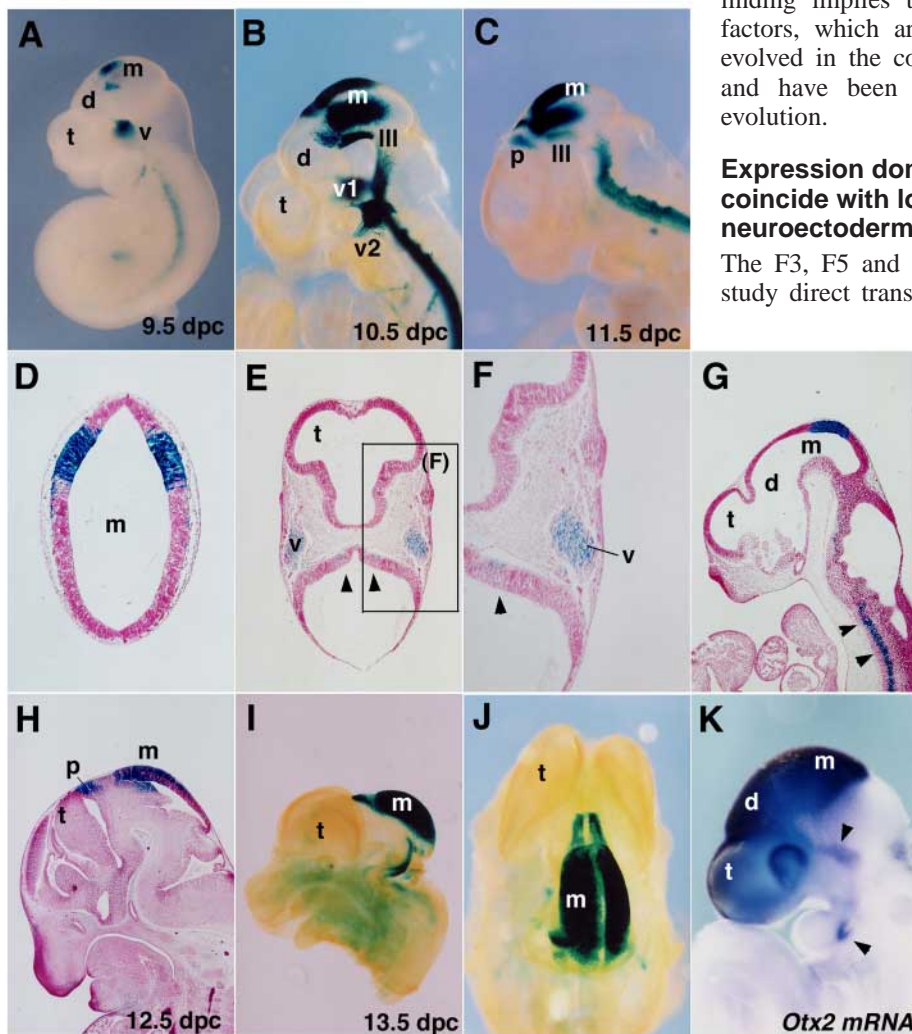 finding implies t
factors, which ar
evolved in the co
and have been
evolution.
Expression don
coincide with lo
neuroectoderm
The F3, F5 and
study direct trans
A
m
d
t
v
9.5 dpc
B
m
III
d
v1
t
v2
10.5 dpc
C
m
p
III
11.5 dpc
D
m
E
t
(F)
v
F
v
G
m
d
t
H
m
p
t
12.5 dpc
I
m
t
13.5 dpc
J
t
m
K
m
d
t
Otx2 mRNA